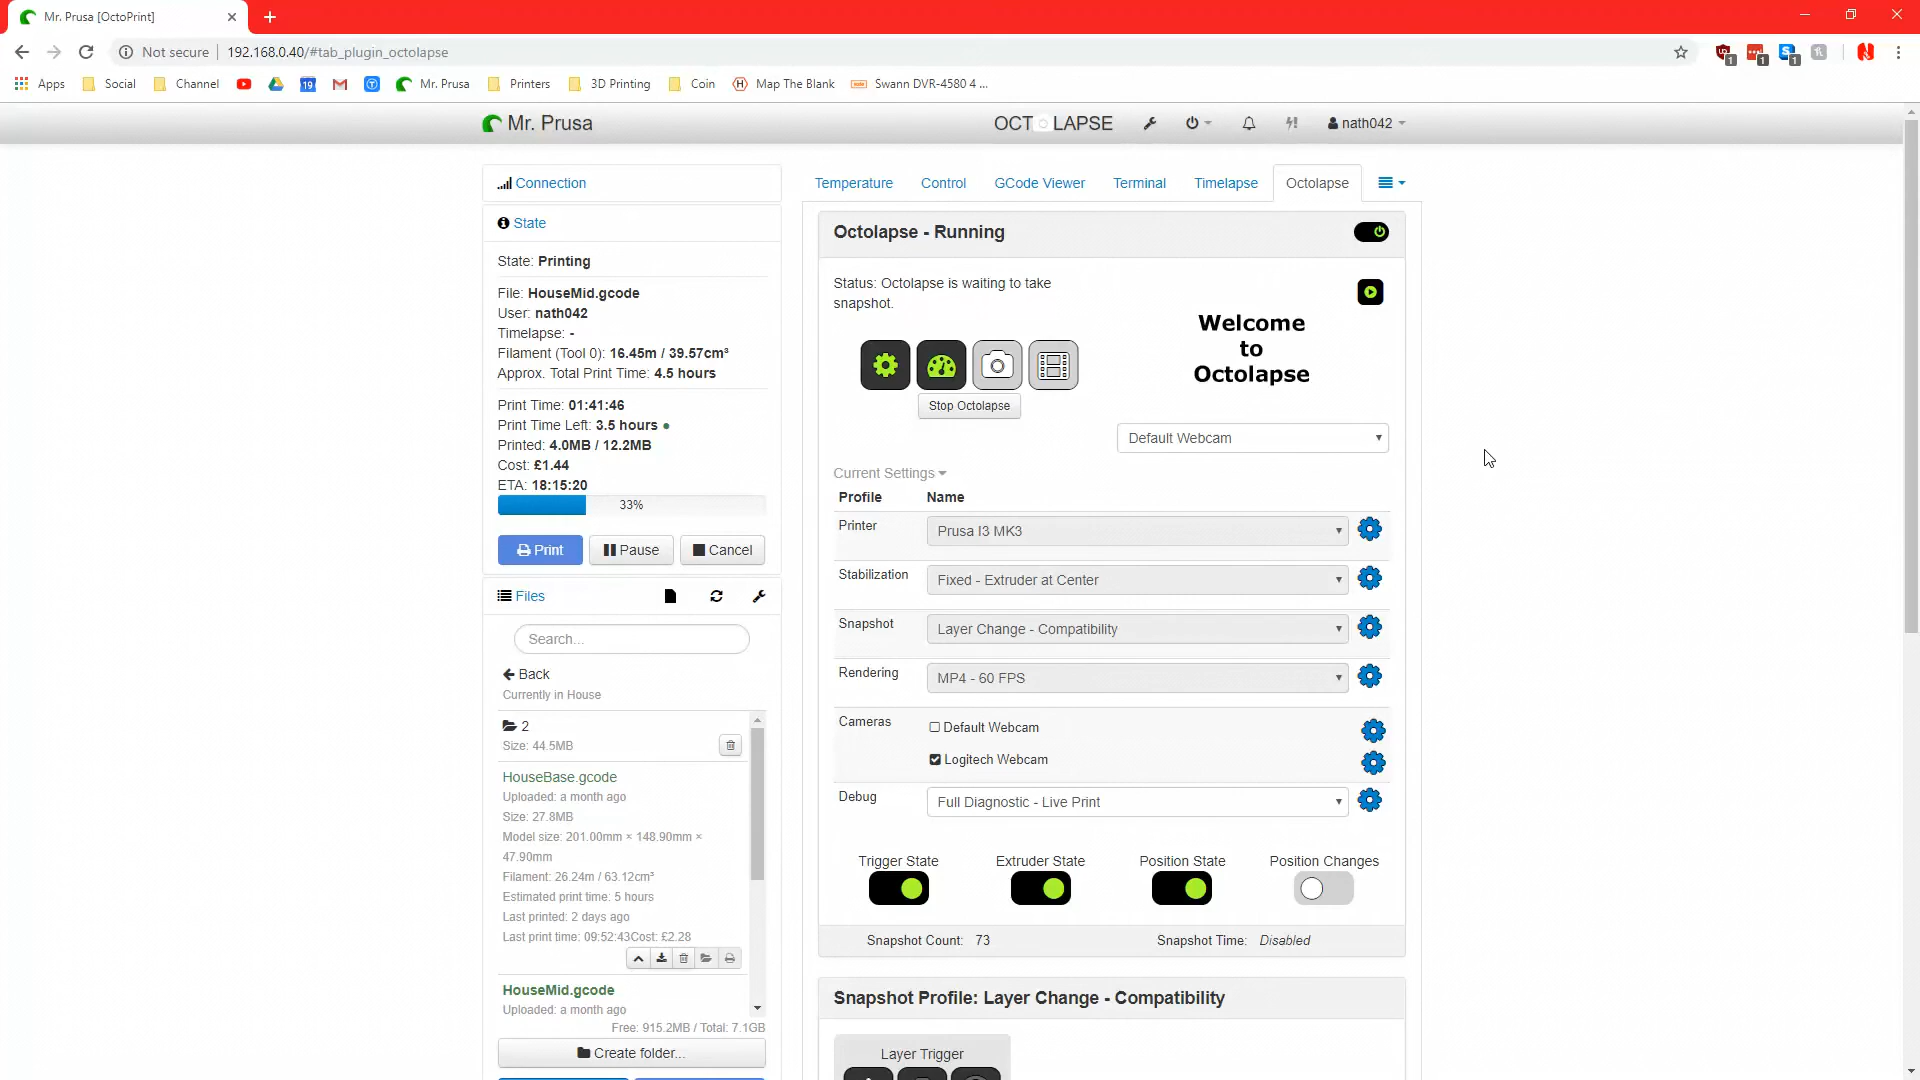 Mr. Prusa [OctoPrint]
Not secure | 192.168.0.40/#tab_plugin_octolapse
1
1
1
Apps
Social
Channel
19
Mr. Prusa
Printers
3D Printing
Coin
Map The Blank
Swann DVR-4580 4 ...
Mr. Prusa
OCTOLAPSE
nath042
Connection
State
State: Printing
File: HouseMid.gcode
User: nath042
Timelapse: -
Filament (Tool 0): 16.45m / 39.57cm³
Approx. Total Print Time: 4.5 hours
Print Time: 01:41:46
Print Time Left: 3.5 hours
Printed: 4.0MB / 12.2MB
Cost: £1.44
ETA: 18:15:20
33%
Print
Pause
Cancel
Files
Search...
Back
Currently in House
2
Size: 44.5MB
HouseBase.gcode
Uploaded: a month ago
Size: 27.8MB
Model size: 201.00mm × 148.90mm ×
47.90mm
Filament: 26.24m / 63.12cm³
Estimated print time: 5 hours
Last printed: 2 days ago
Last print time: 09:52:43Cost: £2.28
HouseMid.gcode
Uploaded: a month ago
Free: 915.2MB / Total: 7.1GB
Create folder...
Temperature
Control
GCode Viewer
Terminal
Timelapse
Octolapse
Octolapse - Running
Status: Octolapse is waiting to take
snapshot.
Stop Octolapse
Welcome
to
Octolapse
Default Webcam
Current Settings
Profile
Name
Printer
Prusa I3 MK3
Stabilization
Fixed - Extruder at Center
Snapshot
Layer Change - Compatibility
Rendering
MP4 - 60 FPS
Cameras
Default Webcam
Logitech Webcam
Debug
Full Diagnostic - Live Print
Trigger State
Extruder State
Position State
Position Changes
Snapshot Count: 73
Snapshot Time: Disabled
Snapshot Profile: Layer Change - Compatibility
Layer Trigger